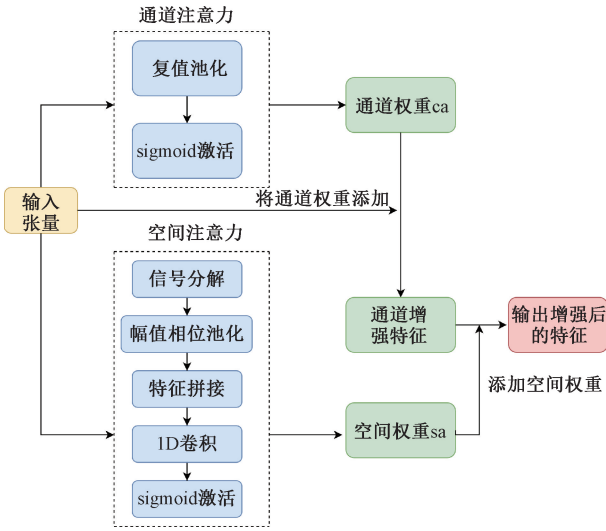 通道注意力
复值池化
sigmoid激活
通道权重ca
输入
张量
将通道权重添加
空间注意力
信号分解
幅值相位池化
特征拼接
1D卷积
sigmoid激活
通道增
强特征
输出增强后
的特征
添加空间权重
空间权重sa